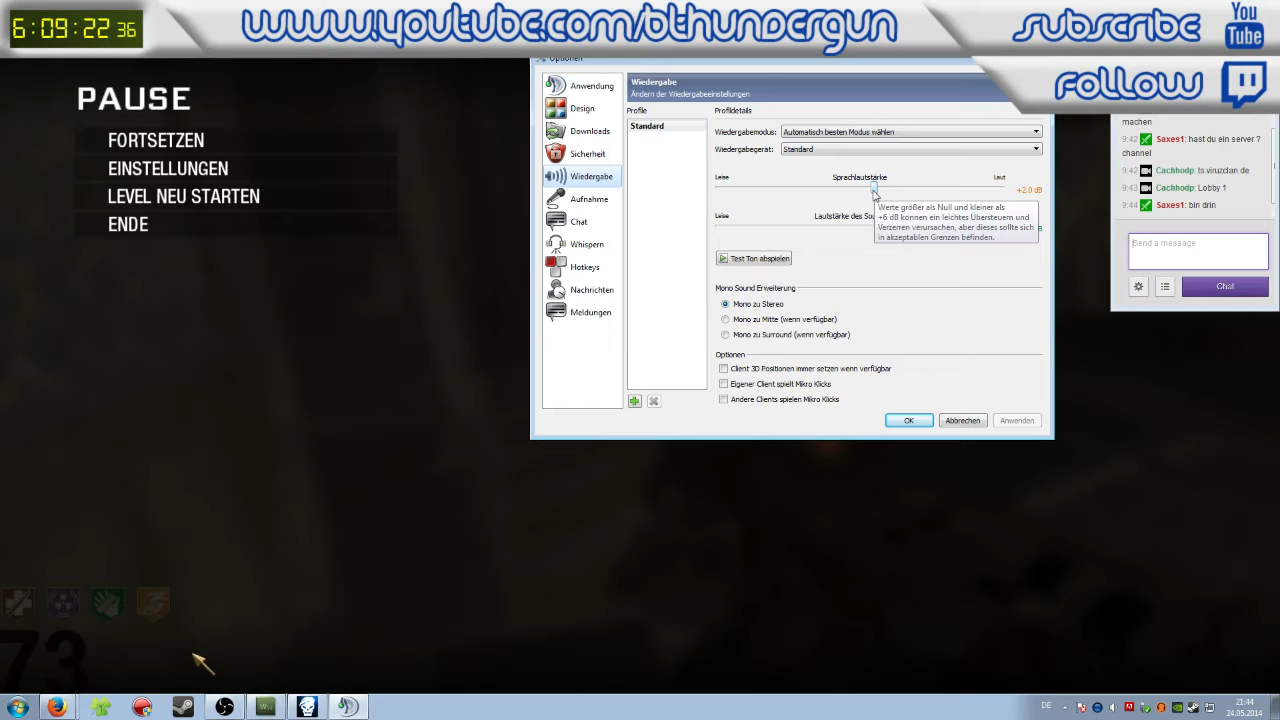 6:09:22 36
www.youtube.com/bthundergun
subscribe
You
Tube
follow
PAUSE
FORTSETZEN
EINSTELLUNGEN
LEVEL NEU STARTEN
ENDE
73
Optionen
Anwendung
Design
Downloads
Sicherheit
Wiedergabe
Aufnahme
Chat
Whispern
Hotkeys
Nachrichten
Meldungen
Wiedergabe
Ändern der Wiedergabeeinstellungen
Profile
Standard
Profildetails
Wiedergabemodus: Automatisch besten Modus wählen
Wiedergabegerät: Standard
Sprachlautstärke
Leise Laut
+2.0 dB
Werte größer als Null und kleiner als
+6 dB können ein leichtes Übersteuern und
Verzerren verursachen, aber dieses sollte sich
in akzeptablen Grenzen befinden.
Leise Lautstärke des Sou
Test Ton abspielen
Mono Sound Erweiterung
Mono zu Stereo
Mono zu Mitte (wenn verfügbar)
Mono zu Surround (wenn verfügbar)
Optionen
Client 3D Positionen immer setzen wenn verfügbar
Eigener Client spielt Mikro Klicks
Andere Clients spielen Mikro Klicks
OK Abbrechen Anwenden
machen
9:42 Saxes1: hast du ein server ?
channel
9:42 Cachhodp: ts.viruzclan.de
9:43 Cachhodp: Lobby 1
9:44 Saxes1: bin drin
Send a message
Chat
DE
21:44
24.05.2014